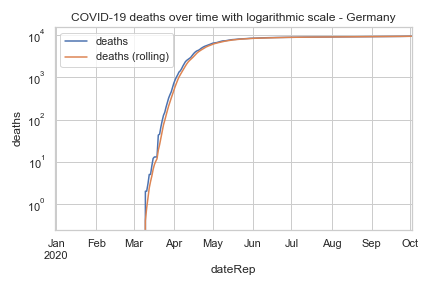 COVID-19 deaths over time with logarithmic scale - Germany
deaths
deaths (rolling)
deaths
10⁴
10³
10²
10¹
10⁰
Jan Feb Mar Apr May Jun Jul Aug Sep Oct
2020
dateRep